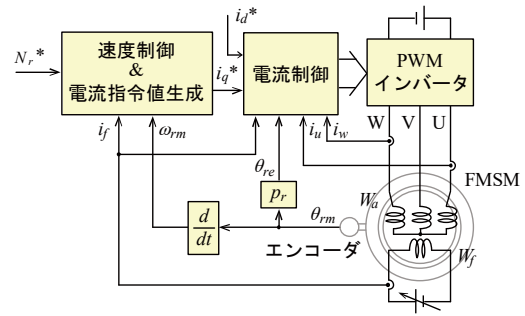 i_d*
N_r*
速度制御
&
電流指令値生成
i_q*
電流制御
PWM
インバータ
W V U
i_f
ω_rm
i_u i_w
θ_re
FMSM
p_r
W_a
d
dt
θ_rm
エンコーダ
W_f